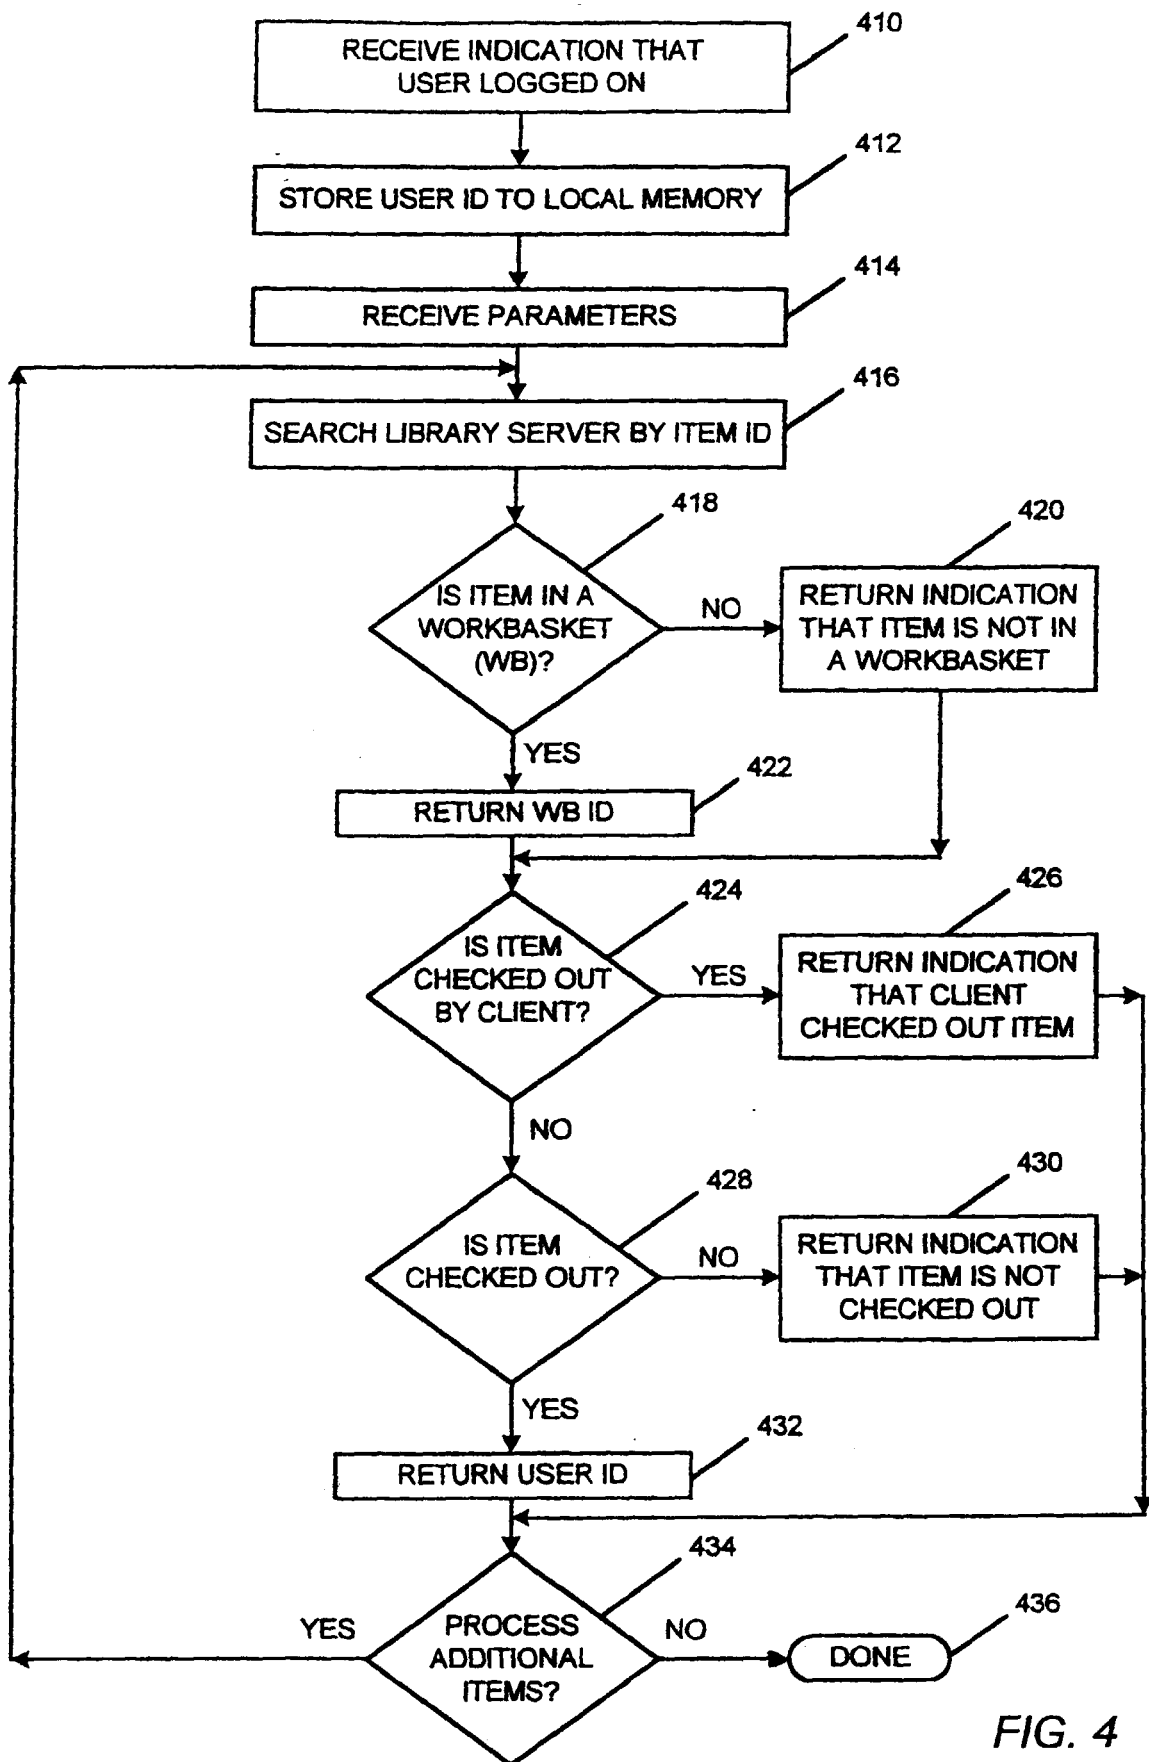 410
RECEIVE INDICATION THAT
USER LOGGED ON
412
STORE USER ID TO LOCAL MEMORY
414
RECEIVE PARAMETERS
416
SEARCH LIBRARY SERVER BY ITEM ID
418
IS ITEM IN A
WORKBASKET
(WB)?
NO
420
RETURN INDICATION
THAT ITEM IS NOT IN
A WORKBASKET
YES
422
RETURN WB ID
424
IS ITEM
CHECKED OUT
BY CLIENT?
YES
426
RETURN INDICATION
THAT CLIENT
CHECKED OUT ITEM
NO
428
IS ITEM
CHECKED OUT?
NO
430
RETURN INDICATION
THAT ITEM IS NOT
CHECKED OUT
YES
432
RETURN USER ID
434
YES
PROCESS
ADDITIONAL
ITEMS?
NO
436
DONE
FIG. 4